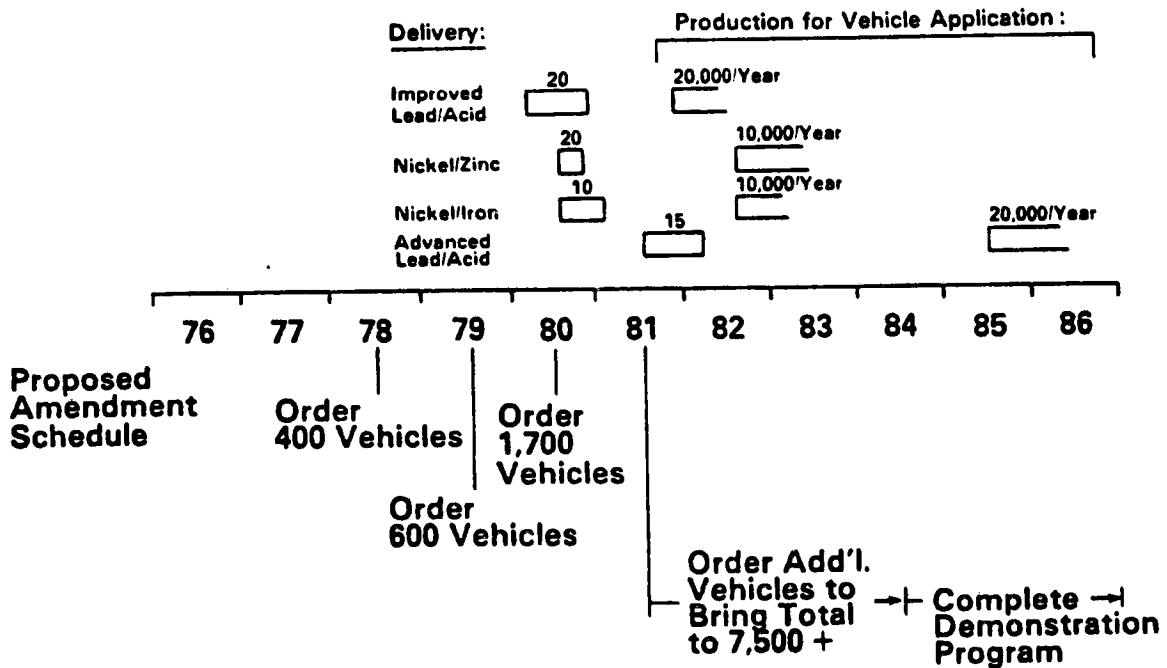 Delivery:
Production for Vehicle Application :
Improved
Lead/Acid
20
20,000/Year
Nickel/Zinc
20
10,000/Year
Nickel/Iron
10
10,000/Year
Advanced
Lead/Acid
15
20,000/Year
76 77 78 79 80 81 82 83 84 85 86
Proposed
Amendment
Schedule
Order
400 Vehicles
Order
1,700
Vehicles
Order
600 Vehicles
Order Add'l.
Vehicles to
Bring Total
to 7,500 +
Complete
Demonstration
Program